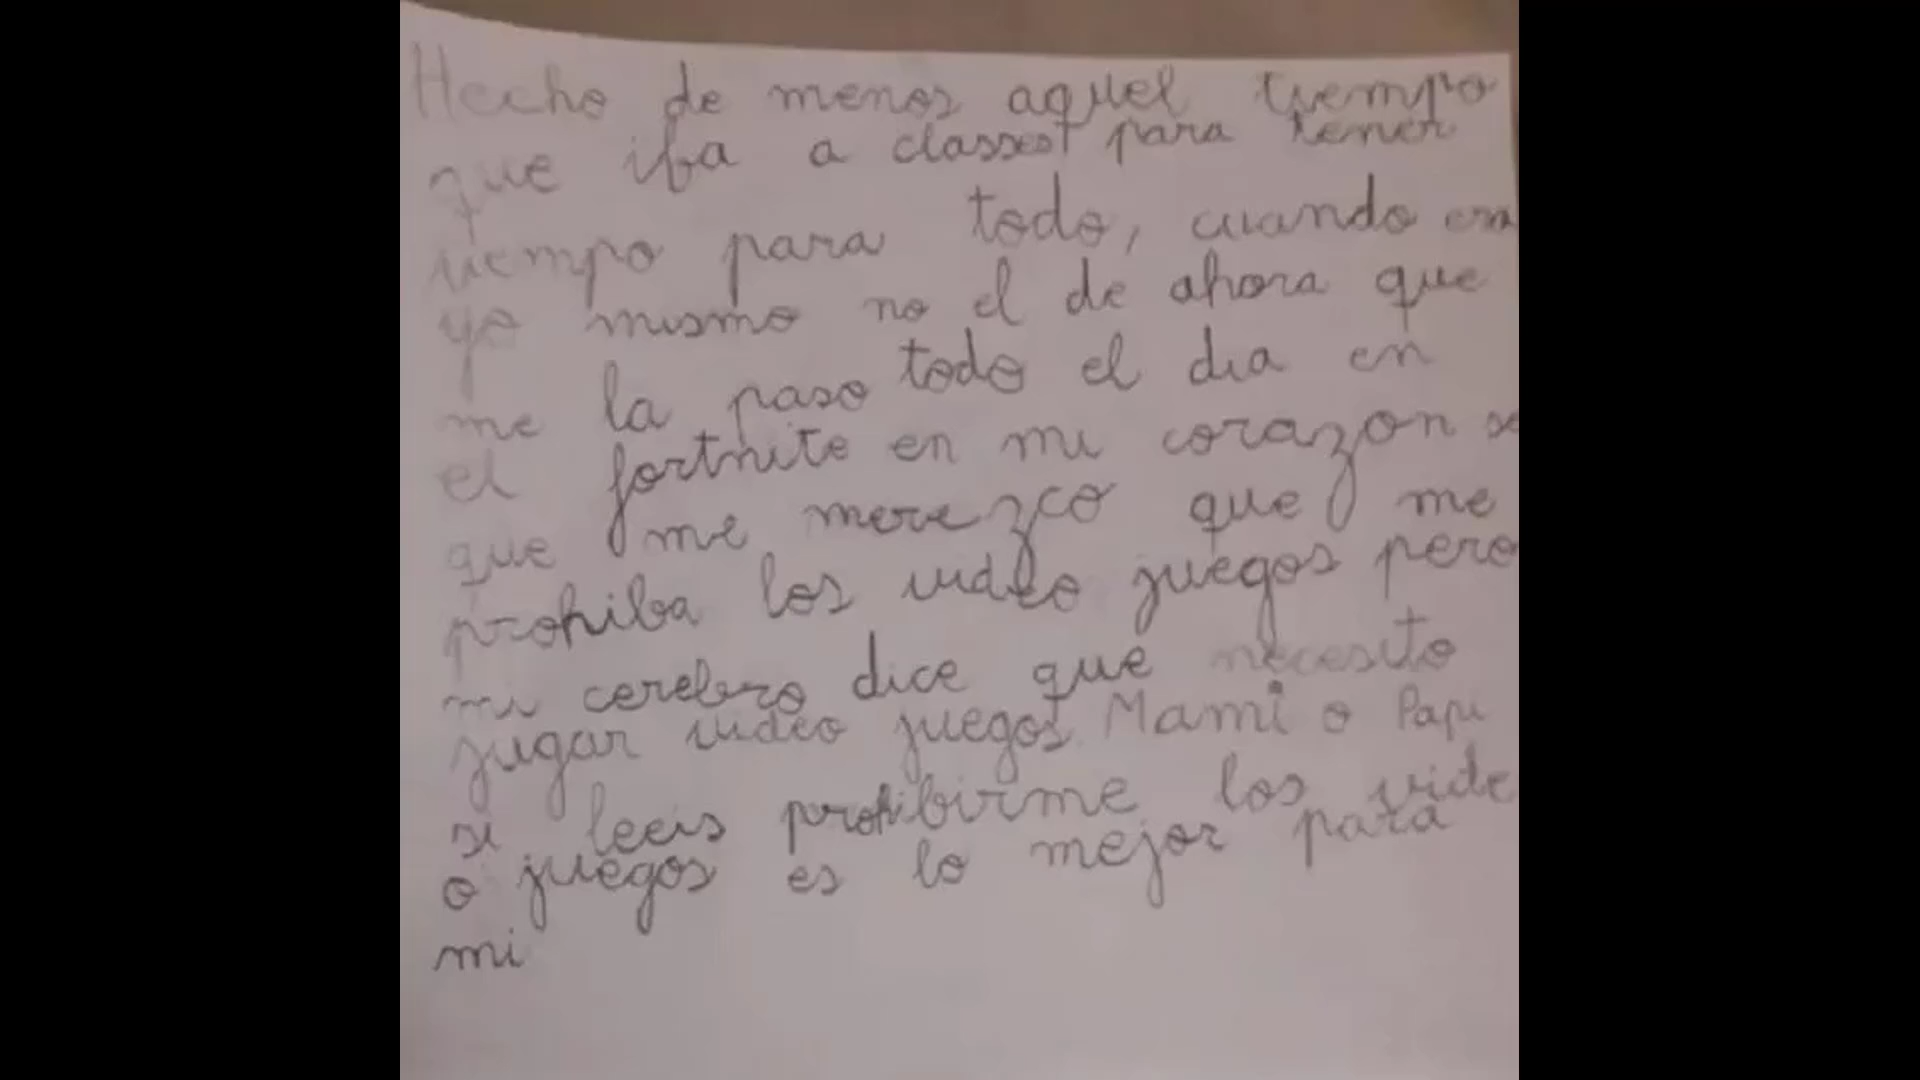 Hecho de menos aquel tiempo
que iba a classes para tener
tiempo para todo, cuando era
yo mismo no el de ahora que
me la paso todo el dia en
el fortnite en mi corazon se
que me merezco que me
prohiba los video juegos pero
mi cerebro dice que necesito
jugar video juegos Mami o Papi
si leeis prohibirme los vide
o juegos es lo mejor para
mi